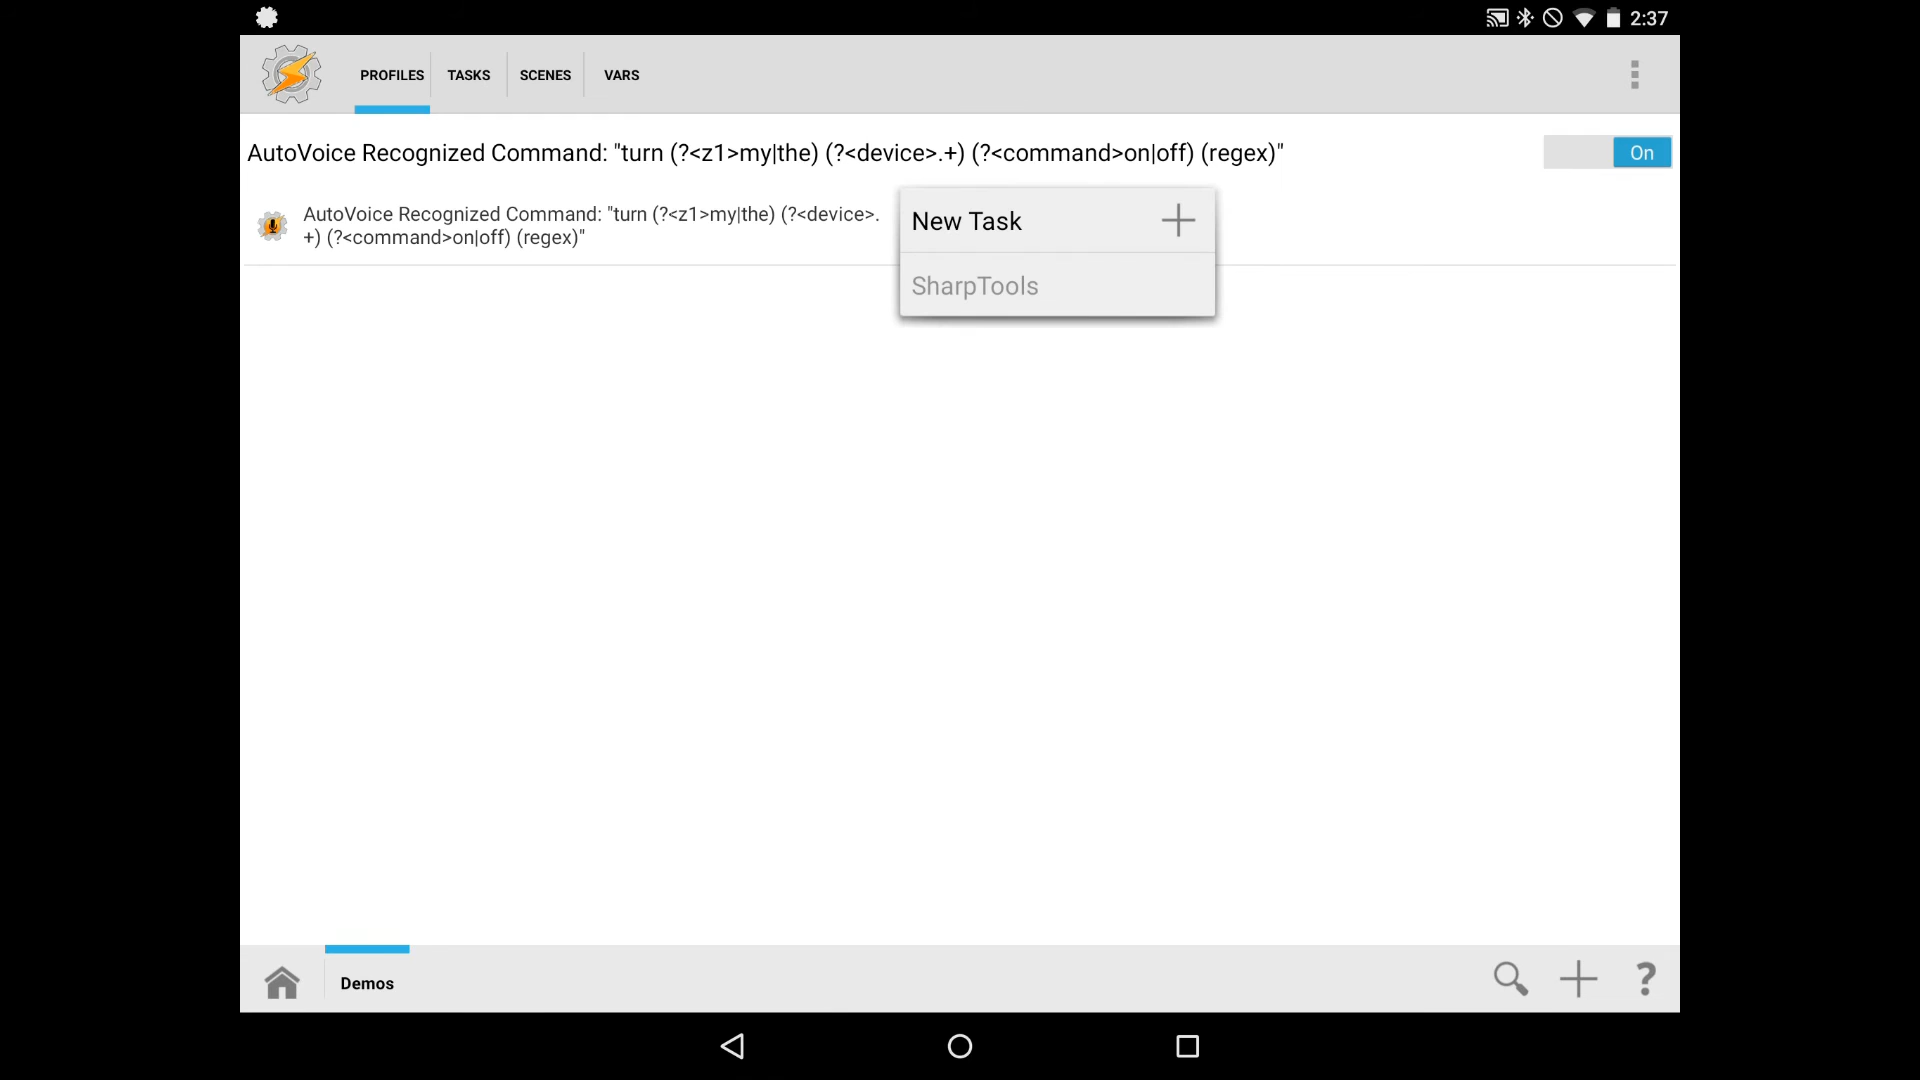 2:37
PROFILES TASKS SCENES VARS
AutoVoice Recognized Command: "turn (?<z1>my|the) (?<device>.+) (?<command>on|off) (regex)"
On
AutoVoice Recognized Command: "turn (?<z1>my|the) (?<device>.
+) (?<command>on|off) (regex)"
New Task
SharpTools
Demos
?